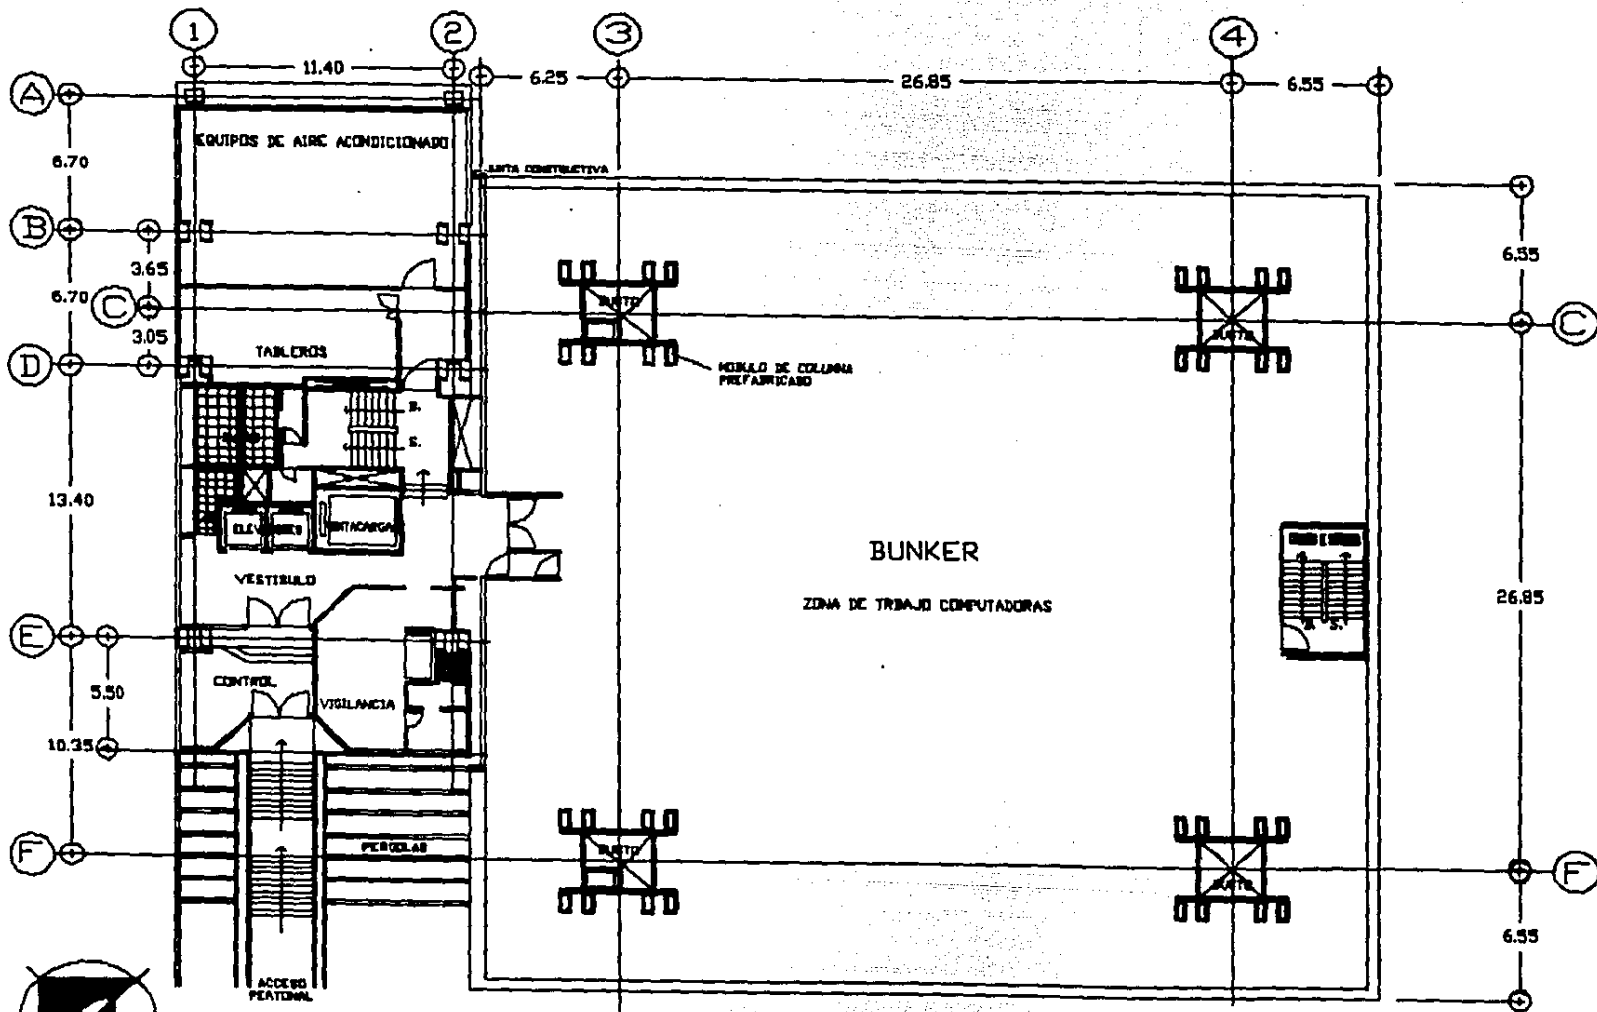 1
2
3
4
11.40
6.25
26.85
6.55
A
6.70
EQUIPOS DE AIRE ACONDICIONADO
JUNTA CONSTRUCTIVA
B
3.65
6.70
6.55
C
DUCTO
DUCTO
C
3.05
TABLEROS
D
MODULO DE COLUMNA
PREFABRICADO
B.
S.
13.40
ELEVADORES
MONTACARGAS
BUNKER
VESTIBULO
ZONA DE TRBAJO COMPUTADORAS
26.85
B.
S.
E
CONTROL
5.50
VIGILANCIA
10.35
F
PERGOLAS
DUCTO
DUCTO
F
6.55
ACCESO
PEATONAL